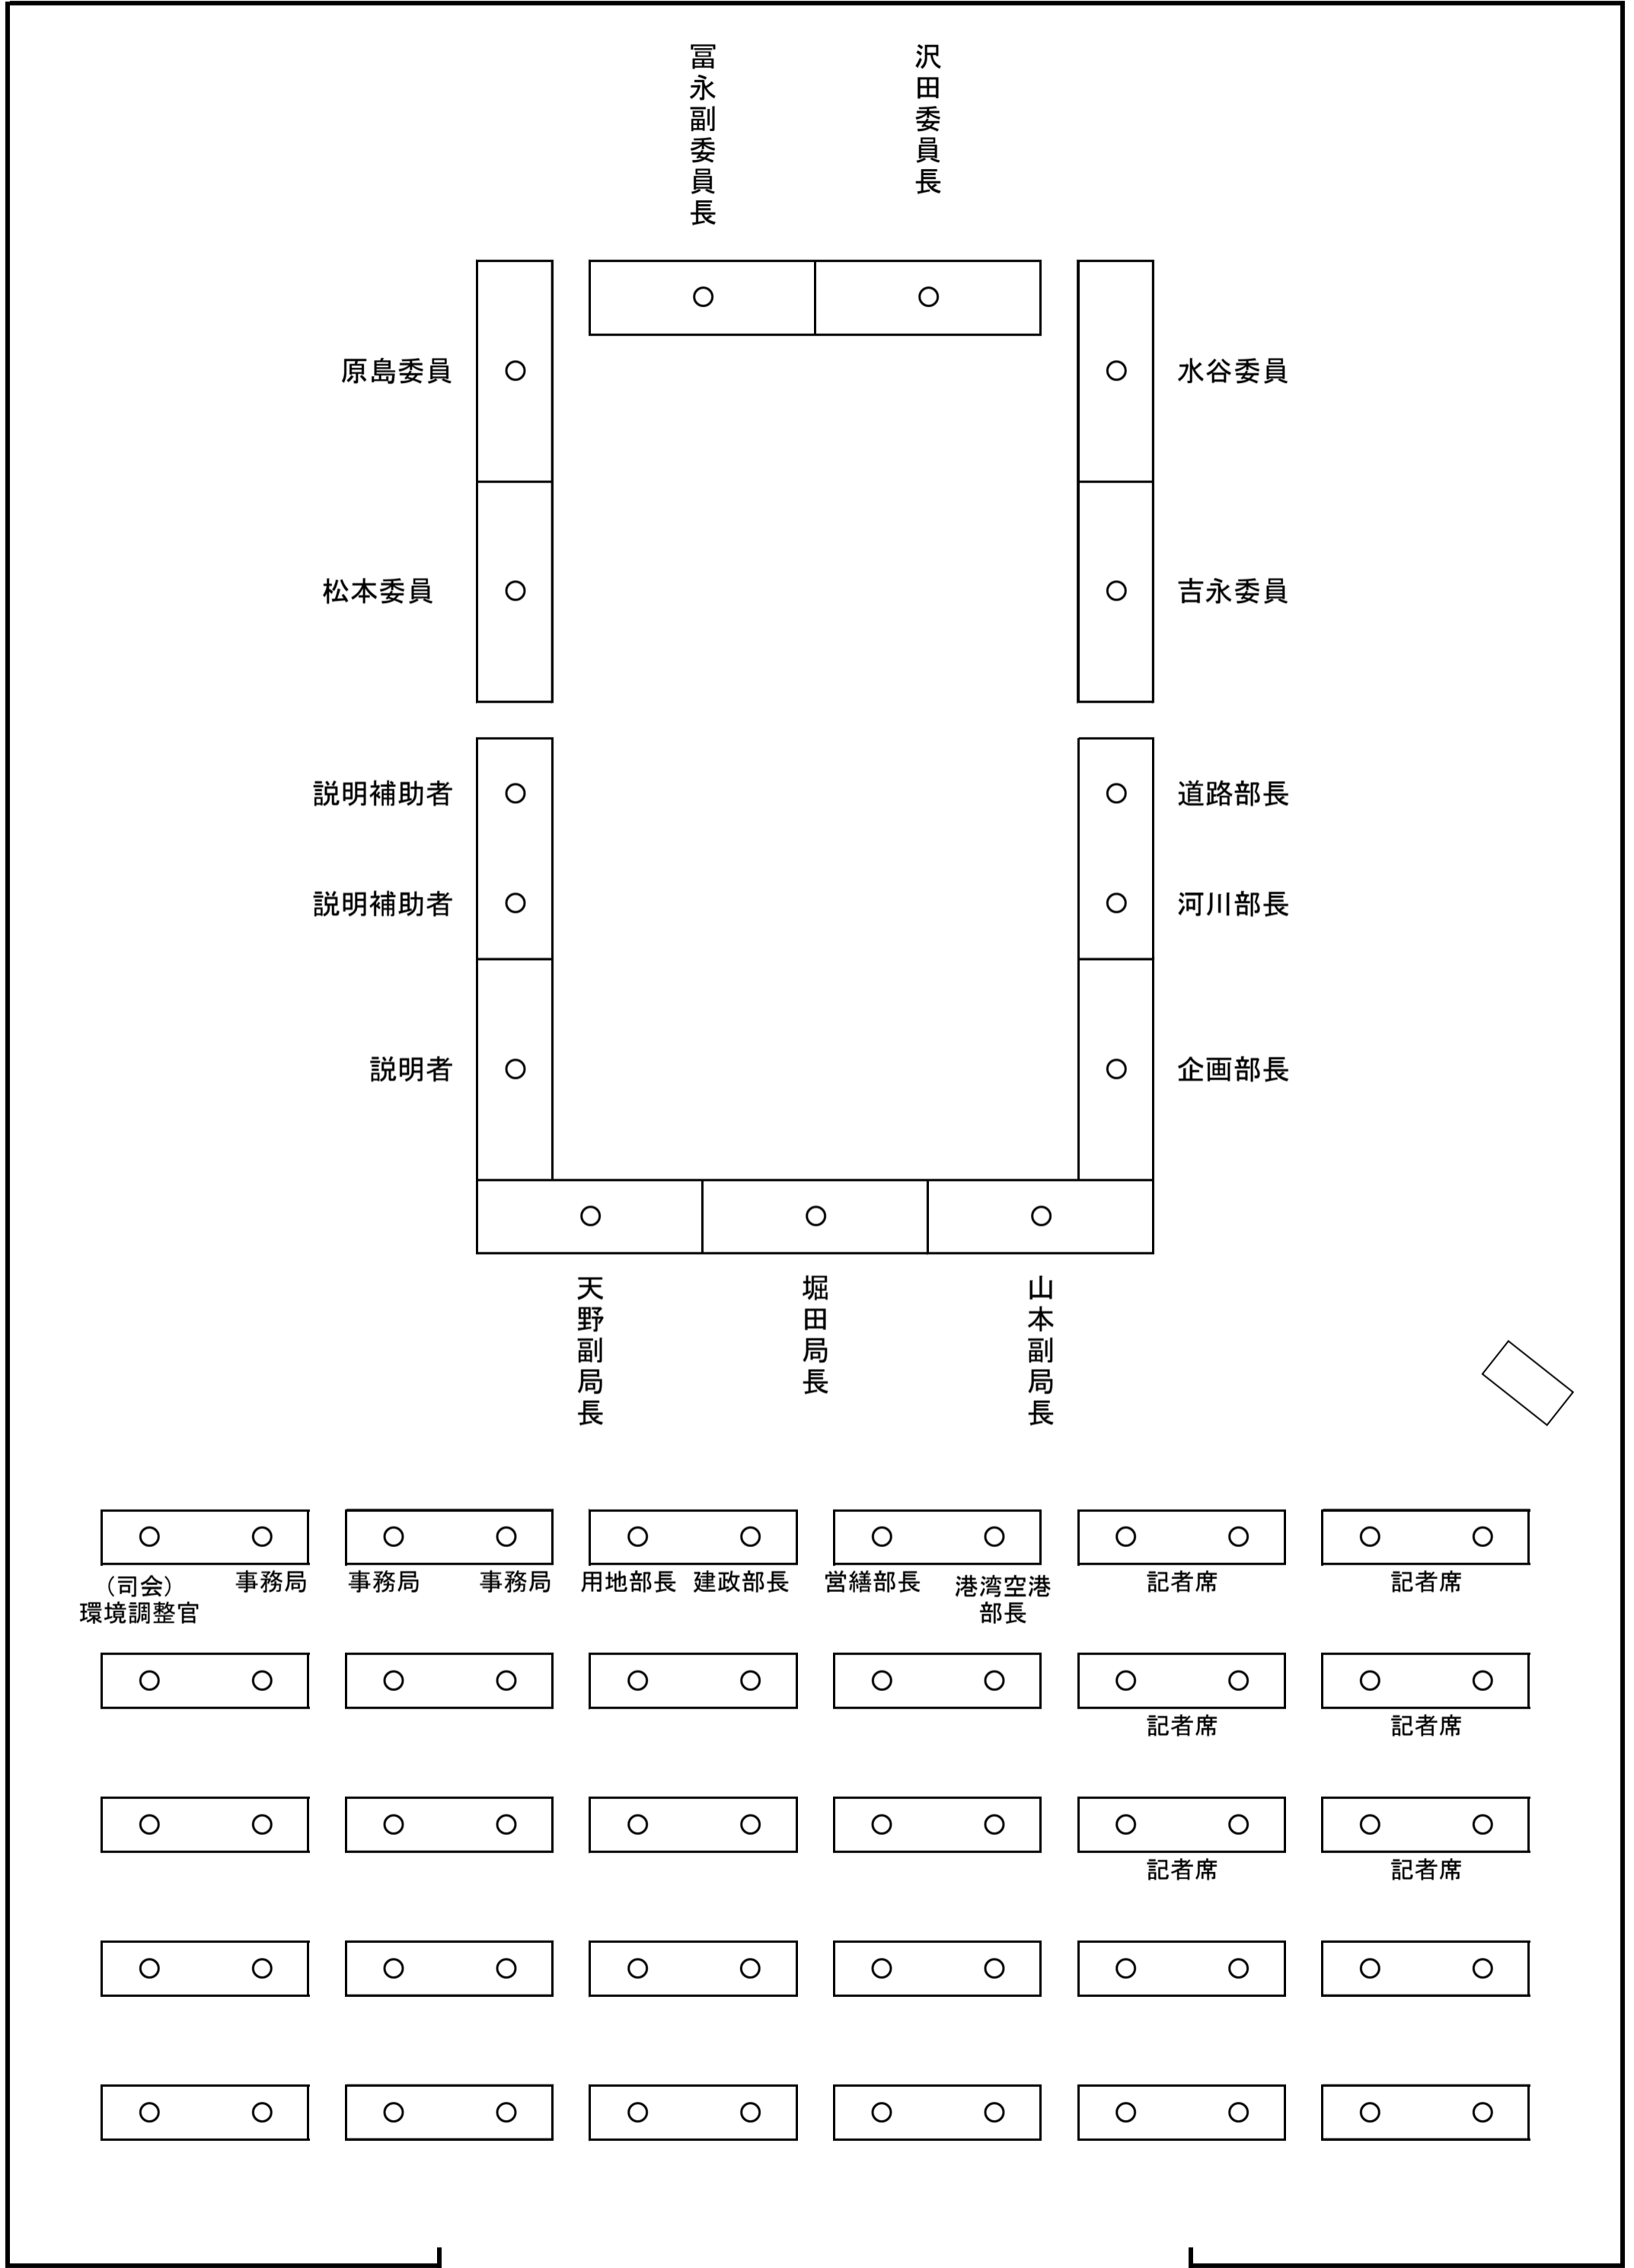 冨永副委員長
沢田委員長
原島委員
水谷委員
松本委員
吉永委員
説明補助者
道路部長
説明補助者
河川部長
説明者
企画部長
天野副局長
堀田局長
山本副局長
（司会）
環境調整官
事務局
事務局
事務局
用地部長
建政部長
営繕部長
港湾空港
部長
記者席
記者席
記者席
記者席
記者席
記者席